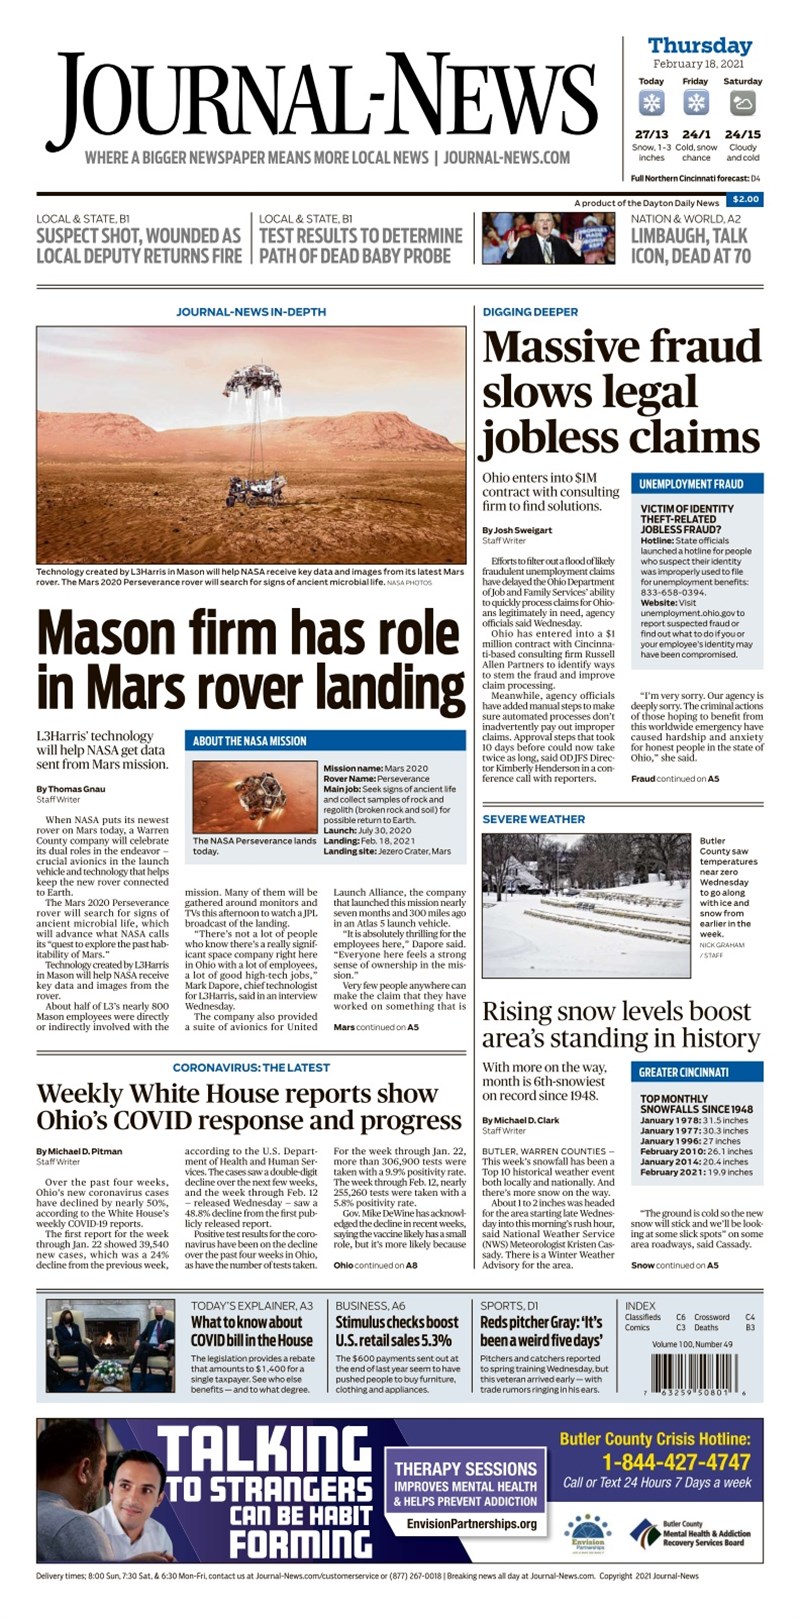 JOURNAL-NEWS
WHERE A BIGGER NEWSPAPER MEANS MORE LOCAL NEWS | JOURNAL-NEWS.COM
Thursday
February 18, 2021
Today
27/13
Snow, 1-3
inches
Friday
24/1
Cold, snow
chance
Saturday
24/15
Cloudy
and cold
Full Northern Cincinnati forecast: D4
A product of the Dayton Daily News
$2.00
LOCAL & STATE, B1
SUSPECT SHOT, WOUNDED AS
LOCAL DEPUTY RETURNS FIRE
LOCAL & STATE, B1
TEST RESULTS TO DETERMINE
PATH OF DEAD BABY PROBE
NATION & WORLD, A2
LIMBAUGH, TALK
ICON, DEAD AT 70
JOURNAL-NEWS IN-DEPTH
Technology created by L3Harris in Mason will help NASA receive key data and images from its latest Mars
rover. The Mars 2020 Perseverance rover will search for signs of ancient microbial life. NASA PHOTOS
Mason firm has role
in Mars rover landing
L3Harris' technology
will help NASA get data
sent from Mars mission.
By Thomas Gnau
Staff Writer
When NASA puts its newest
rover on Mars today, a Warren
County company will celebrate
its dual roles in the endeavor –
crucial avionics in the launch
vehicle and technology that helps
keep the new rover connected
to Earth.
The Mars 2020 Perseverance
rover will search for signs of
ancient microbial life, which
will advance what NASA calls
its "quest to explore the past hab-
itability of Mars."
Technology created by L3Harris
in Mason will help NASA receive
key data and images from the
rover.
About half of L3's nearly 800
Mason employees were directly
or indirectly involved with the
ABOUT THE NASA MISSION
The NASA Perseverance lands
today.
Mission name: Mars 2020
Rover Name: Perseverance
Main job: Seek signs of ancient life
and collect samples of rock and
regolith (broken rock and soil) for
possible return to Earth.
Launch: July 30, 2020
Landing: Feb. 18, 2021
Landing site: Jezero Crater, Mars
mission. Many of them will be
gathered around monitors and
TVs this afternoon to watch a JPL
broadcast of the landing.
"There's not a lot of people
who know there's a really signif-
icant space company right here
in Ohio with a lot of employees,
a lot of good high-tech jobs,"
Mark Dapore, chief technologist
for L3Harris, said in an interview
Wednesday.
The company also provided
a suite of avionics for United
Launch Alliance, the company
that launched this mission nearly
seven months and 300 miles ago
in an Atlas 5 launch vehicle.
"It is absolutely thrilling for the
employees here," Dapore said.
"Everyone here feels a strong
sense of ownership in the mis-
sion."
Very few people anywhere can
make the claim that they have
worked on something that is
Mars continued on A5
DIGGING DEEPER
Massive fraud
slows legal
jobless claims
Ohio enters into $1M
contract with consulting
firm to find solutions.
By Josh Sweigart
Staff Writer
Efforts to filter out a flood of likely
fraudulent unemployment claims
have delayed the Ohio Department
of Job and Family Services' ability
to quickly process claims for Ohio-
ans legitimately in need, agency
officials said Wednesday.
Ohio has entered into a $1
million contract with Cincinna-
ti-based consulting firm Russell
Allen Partners to identify ways
to stem the fraud and improve
claim processing.
Meanwhile, agency officials
have added manual steps to make
sure automated processes don't
inadvertently pay out improper
claims. Approval steps that took
10 days before could now take
twice as long, said ODJFS Direc-
tor Kimberly Henderson in a con-
ference call with reporters.
UNEMPLOYMENT FRAUD
VICTIM OF IDENTITY
THEFT-RELATED
JOBLESS FRAUD?
Hotline: State officials
launched a hotline for people
who suspect their identity
was improperly used to file
for unemployment benefits:
833-658-0394.
Website: Visit
unemployment.ohio.gov to
report suspected fraud or
find out what to do if you or
your employee's identity may
have been compromised.
"I'm very sorry. Our agency is
deeply sorry. The criminal actions
of those hoping to benefit from
this worldwide emergency have
caused hardship and anxiety
for honest people in the state of
Ohio," she said.
Fraud continued on A5
SEVERE WEATHER
Butler
County saw
temperatures
near zero
Wednesday
to go along
with ice and
snow from
earlier in the
week.
NICK GRAHAM
/ STAFF
Rising snow levels boost
area's standing in history
With more on the way,
month is 6th-snowiest
on record since 1948.
By Michael D. Clark
Staff Writer
BUTLER, WARREN COUNTIES —
This week's snowfall has been a
Top 10 historical weather event
both locally and nationally. And
there's more snow on the way.
About 1 to 2 inches was headed
for the area starting late Wednes-
day into this morning's rush hour,
said National Weather Service
(NWS) Meteorologist Kristen Cas-
sady. There is a Winter Weather
Advisory for the area.
GREATER CINCINNATI
TOP MONTHLY
SNOWFALLS SINCE 1948
January 1978: 31.5 inches
January 1977: 30.3 inches
January 1996: 27 inches
February 2010: 26.1 inches
January 2014: 20.4 inches
February 2021: 19.9 inches
"The ground is cold so the new
snow will stick and we'll be look-
ing at some slick spots" on some
area roadways, said Cassady.
Snow continued on A5
CORONAVIRUS: THE LATEST
Weekly White House reports show
Ohio's COVID response and progress
By Michael D. Pitman
Staff Writer
Over the past four weeks,
Ohio's new coronavirus cases
have declined by nearly 50%,
according to the White House's
weekly COVID-19 reports.
The first report for the week
through Jan. 22 showed 39,540
new cases, which was a 24%
decline from the previous week,
according to the U.S. Depart-
ment of Health and Human Ser-
vices. The cases saw a double-digit
decline over the next few weeks,
and the week through Feb. 12
– released Wednesday – saw a
48.8% decline from the first pub-
licly released report.
Positive test results for the coro-
navirus have been on the decline
over the past four weeks in Ohio,
as have the number of tests taken.
For the week through Jan. 22,
more than 306,900 tests were
taken with a 9.9% positivity rate.
The week through Feb. 12, nearly
255,260 tests were taken with a
5.8% positivity rate.
Gov. Mike DeWine has acknowl-
edged the decline in recent weeks,
saying the vaccine likely has a small
role, but it's more likely because
Ohio continued on A8
TODAY'S EXPLAINER, A3
What to know about
COVID bill in the House
The legislation provides a rebate
that amounts to $1,400 for a
single taxpayer. See who else
benefits — and to what degree.
BUSINESS, A6
Stimulus checks boost
U.S. retail sales 5.3%
The $600 payments sent out at
the end of last year seem to have
pushed people to buy furniture,
clothing and appliances.
SPORTS, D1
Reds pitcher Gray: 'It's
been a weird five days'
Pitchers and catchers reported
to spring training Wednesday, but
this veteran arrived early — with
trade rumors ringing in his ears.
INDEX
Classifieds C6 Crossword C4
Comics C3 Deaths B3
Volume 100, Number 49
7 63259 50801 6
TALKING
TO STRANGERS
CAN BE HABIT
FORMING
THERAPY SESSIONS
IMPROVES MENTAL HEALTH
& HELPS PREVENT ADDICTION
EnvisionPartnerships.org
Butler County Crisis Hotline:
1-844-427-4747
Call or Text 24 Hours 7 Days a week
Envision
Partnerships
Butler County
Mental Health & Addiction
Recovery Services Board
Delivery times; 8:00 Sun, 7:30 Sat, & 6:30 Mon-Fri, contact us at Journal-News.com/customerservice or (877) 267-0018 | Breaking news all day at Journal-News.com. Copyright 2021 Journal-News